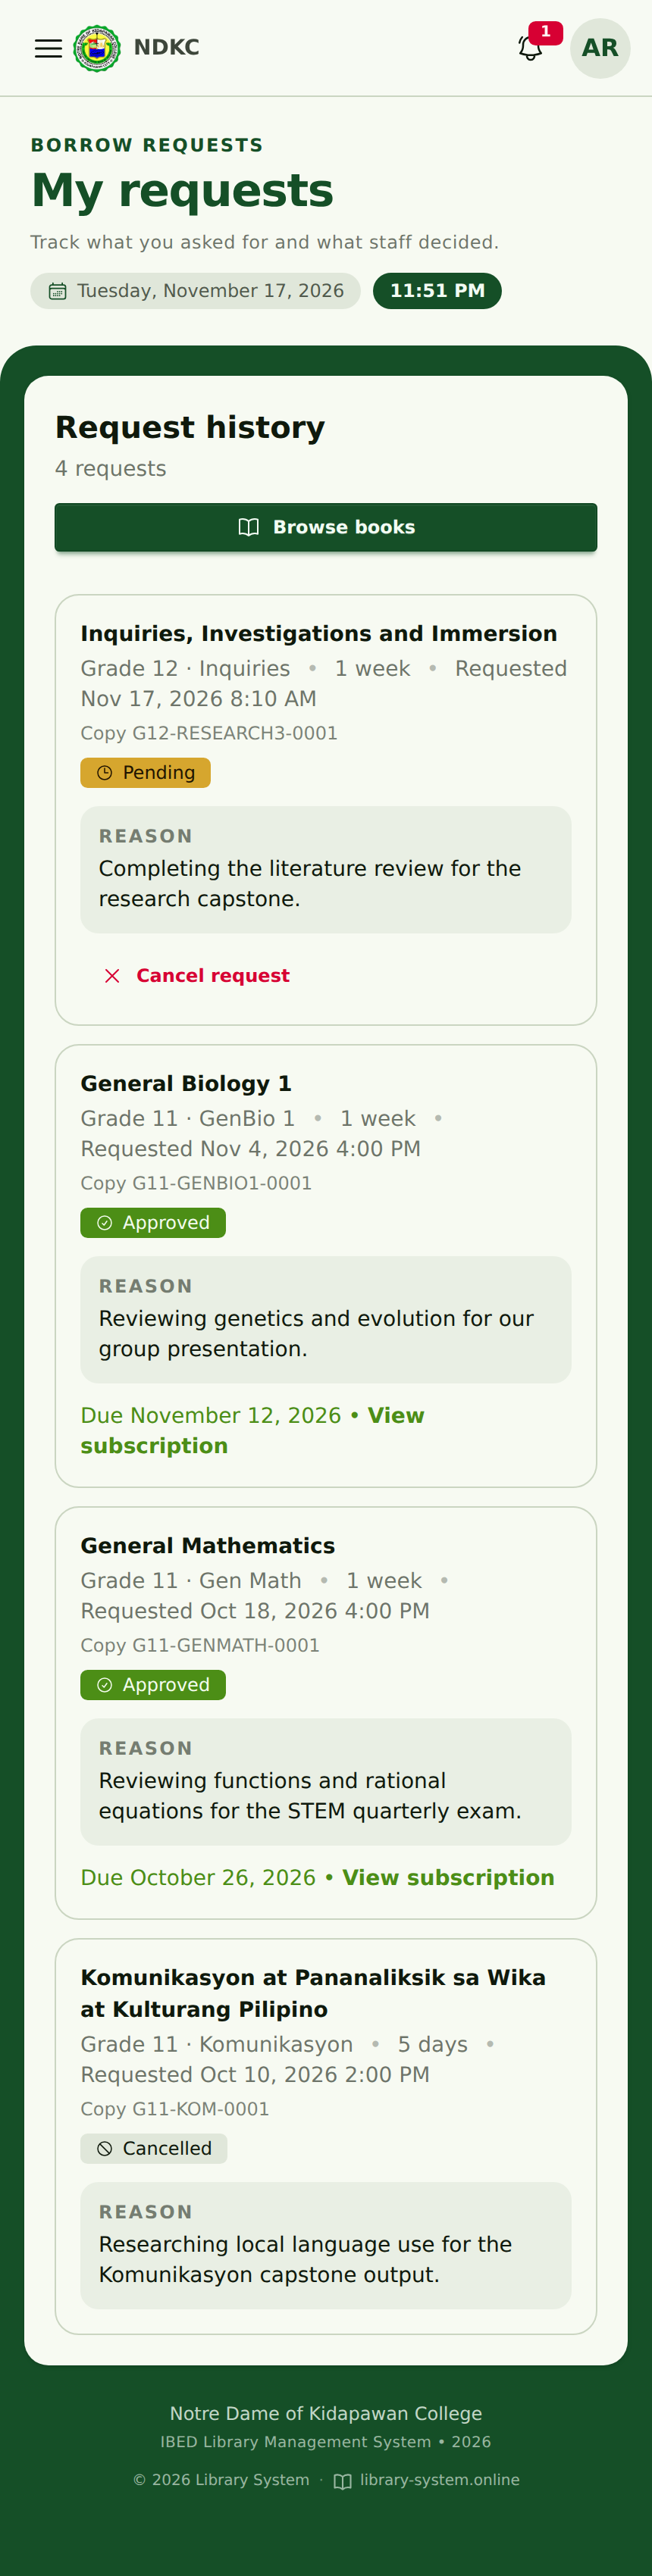 NDKC
1
AR
BORROW REQUESTS
My requests
Track what you asked for and what staff decided.
Tuesday, November 17, 2026
11:51 PM
Request history
4 requests
Browse books
Inquiries, Investigations and Immersion
Grade 12 · Inquiries • 1 week • Requested
Nov 17, 2026 8:10 AM
Copy G12-RESEARCH3-0001
Pending
REASON
Completing the literature review for the
research capstone.
Cancel request
General Biology 1
Grade 11 · GenBio 1 • 1 week •
Requested Nov 4, 2026 4:00 PM
Copy G11-GENBIO1-0001
Approved
REASON
Reviewing genetics and evolution for our
group presentation.
Due November 12, 2026 • View
subscription
General Mathematics
Grade 11 · Gen Math • 1 week •
Requested Oct 18, 2026 4:00 PM
Copy G11-GENMATH-0001
Approved
REASON
Reviewing functions and rational
equations for the STEM quarterly exam.
Due October 26, 2026 • View subscription
Komunikasyon at Pananaliksik sa Wika
at Kulturang Pilipino
Grade 11 · Komunikasyon • 5 days •
Requested Oct 10, 2026 2:00 PM
Copy G11-KOM-0001
Cancelled
REASON
Researching local language use for the
Komunikasyon capstone output.
Notre Dame of Kidapawan College
IBED Library Management System • 2026
© 2026 Library System · library-system.online